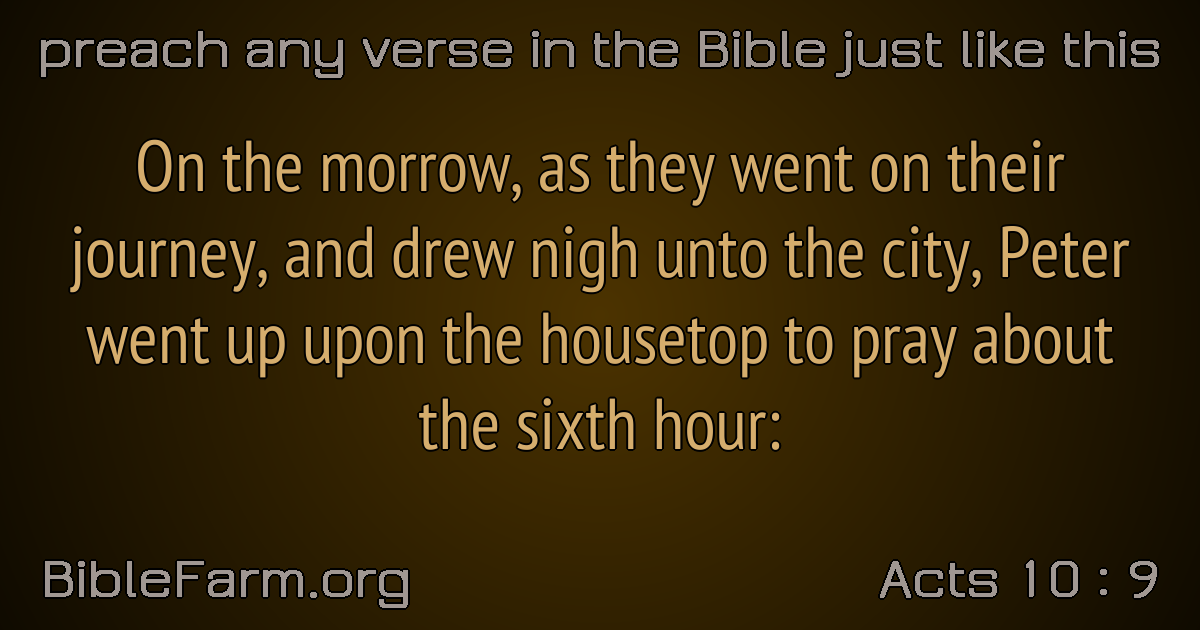 preach any verse in the Bible just like this
On the morrow, as they went on their
journey, and drew nigh unto the city, Peter
went up upon the housetop to pray about
the sixth hour:
BibleFarm.org
Acts 10 : 9